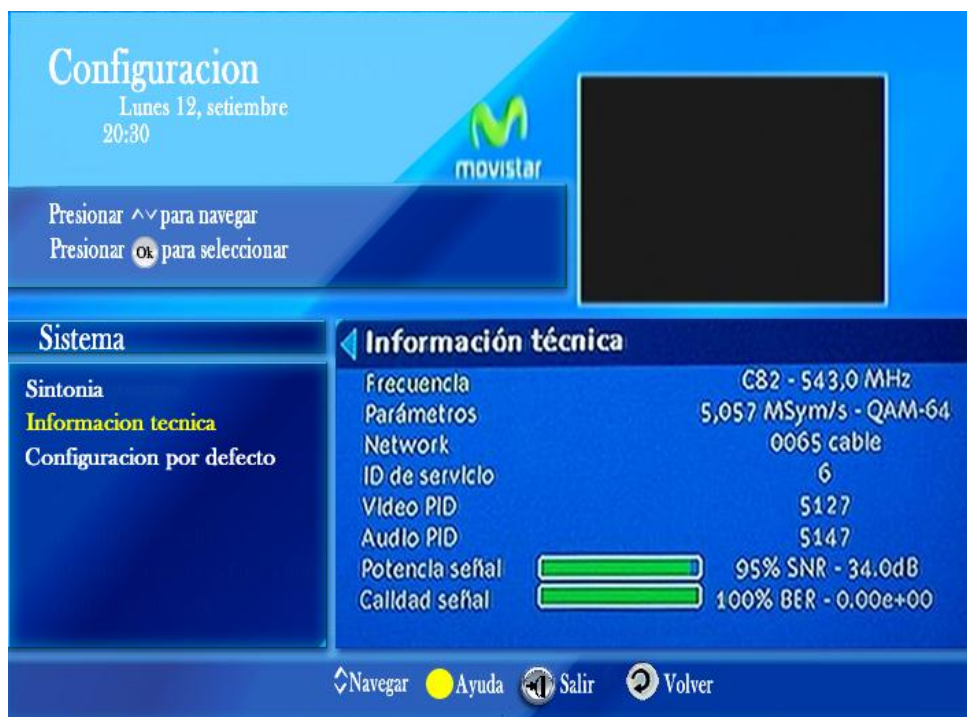 Configuracion
Lunes 12, setiembre
20:30
movistar
Presionar ^v para navegar
Presionar Ok para seleccionar
Sistema
Sintonia
Informacion tecnica
Configuracion por defecto
Información técnica
Frecuencia C82 - 543,0 MHz
Parámetros 5,057 MSym/s - QAM-64
Network 0065 cable
ID de servicio 6
Video PID 5127
Audio PID 5147
Potencia señal 95% SNR - 34.0dB
Calidad señal 100% BER - 0.00e+00
Navegar Ayuda Salir Volver